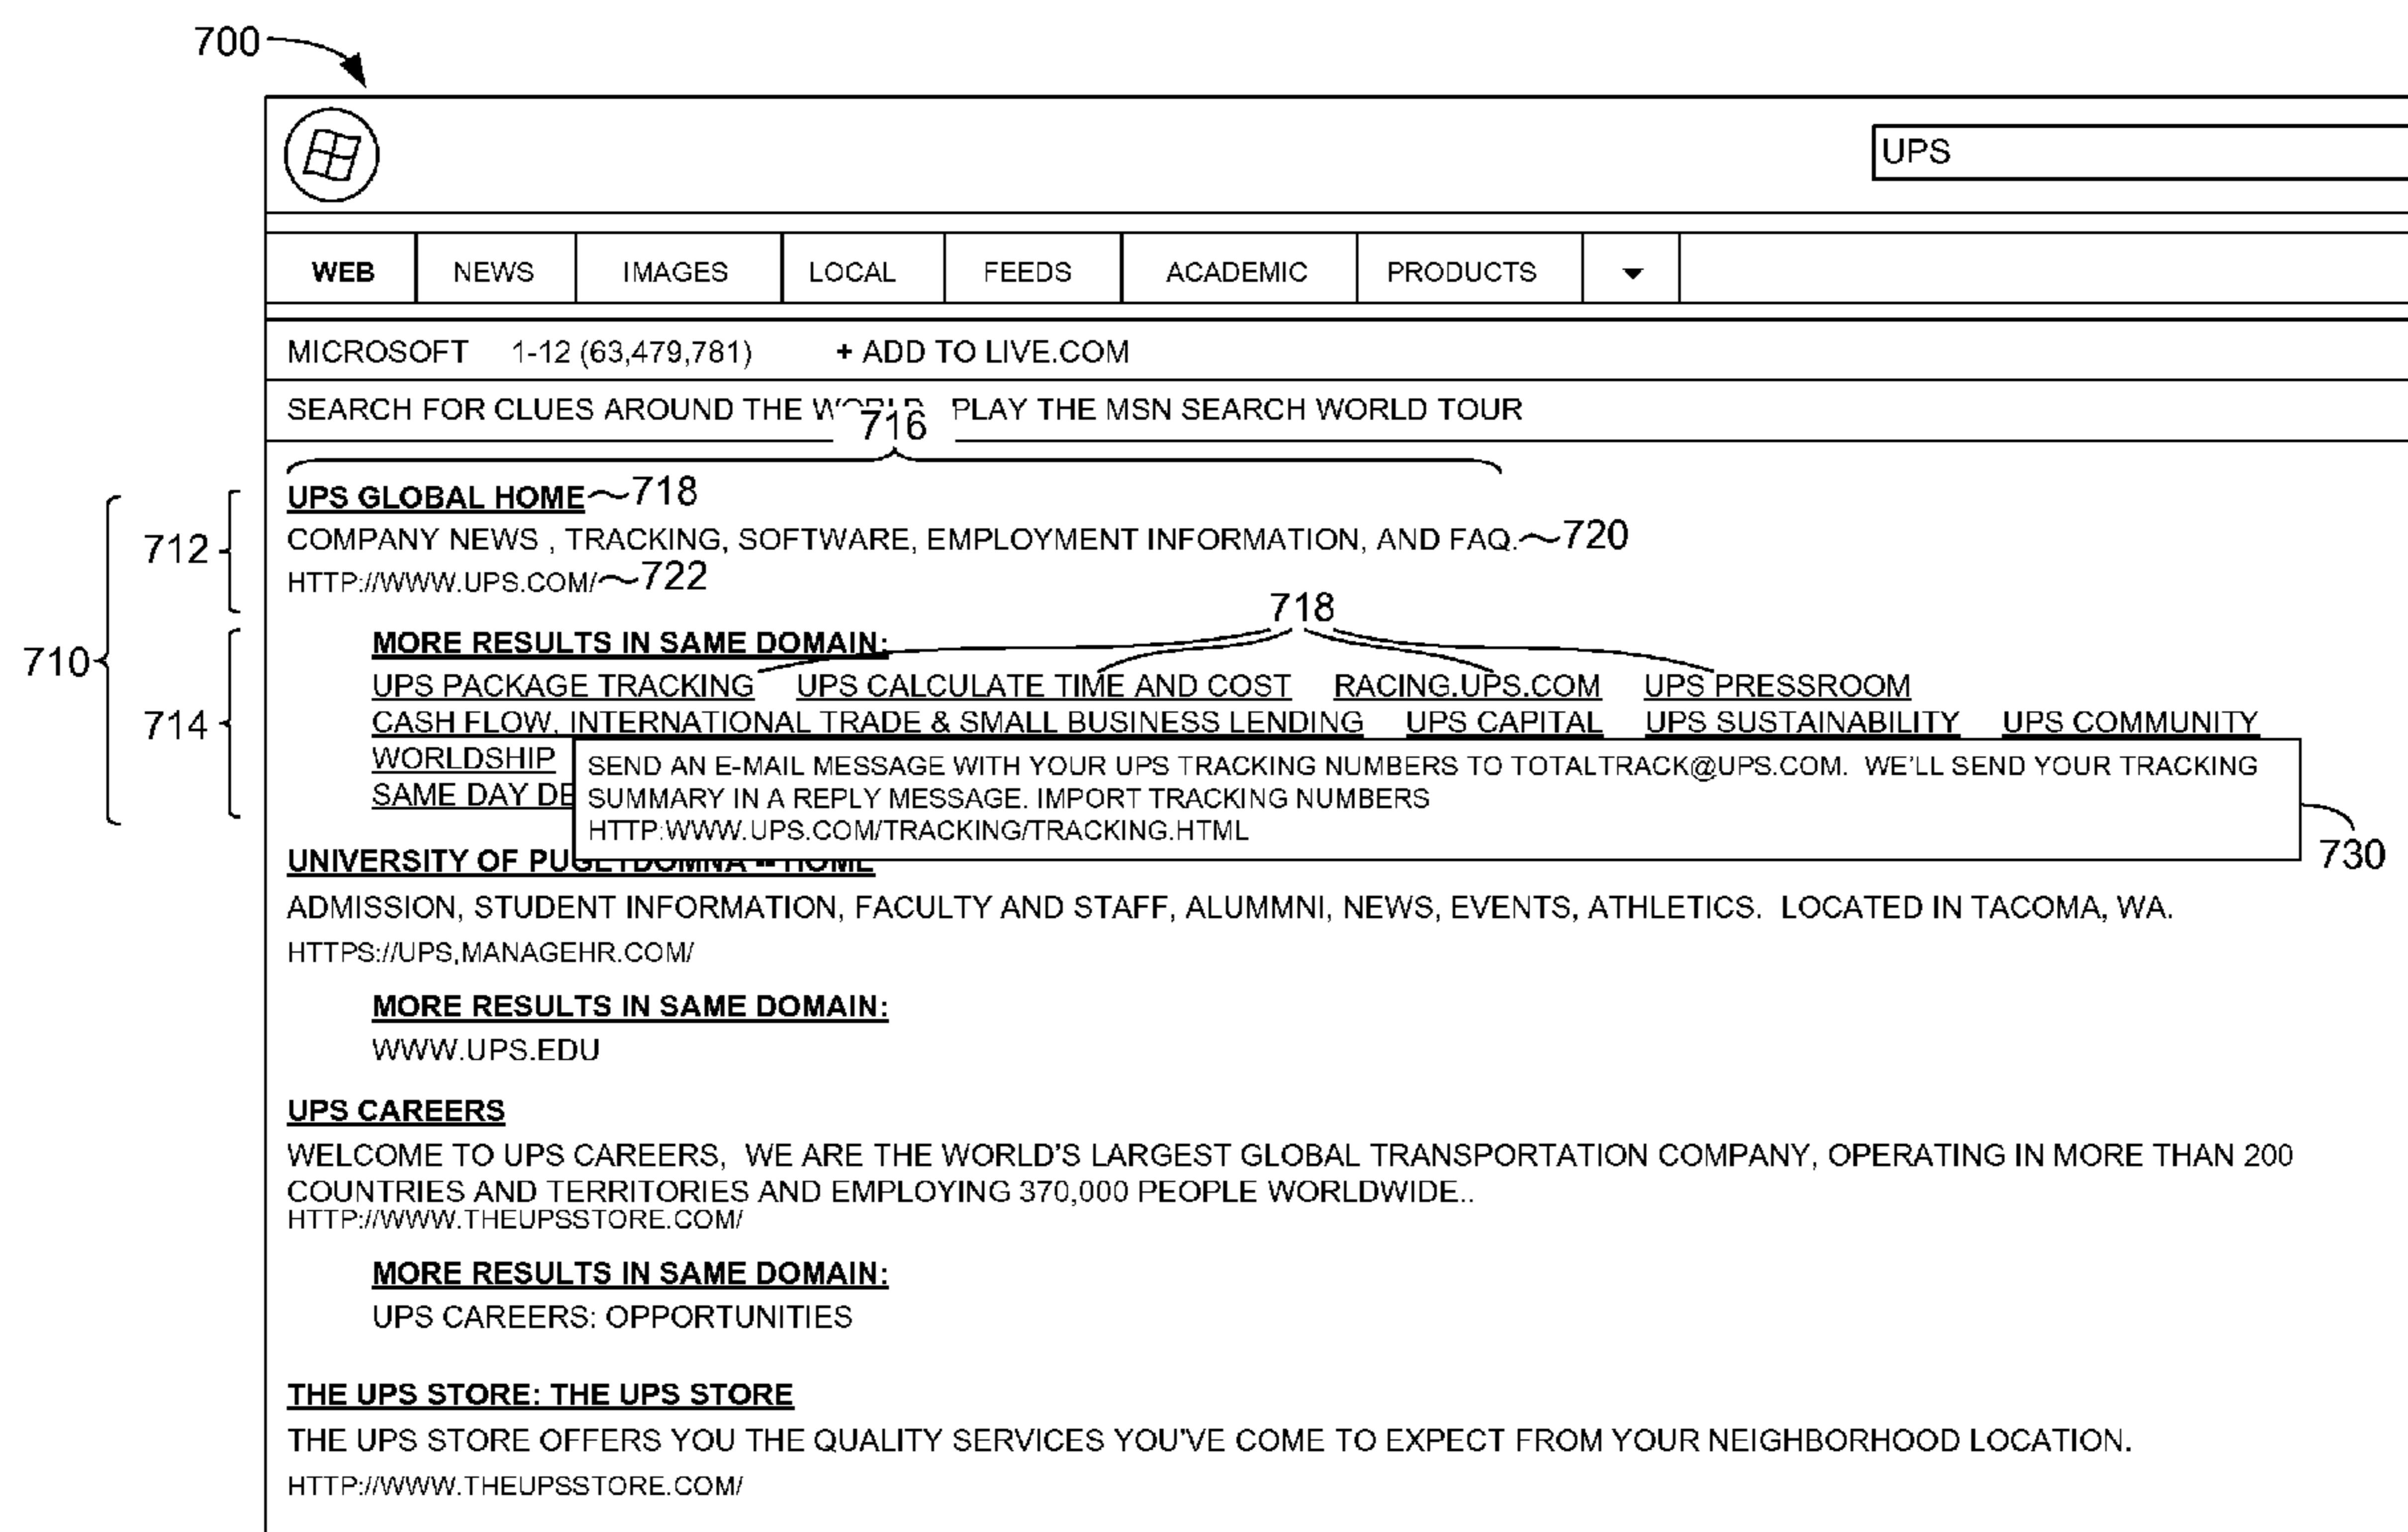 700
UPS
WEB NEWS IMAGES LOCAL FEEDS ACADEMIC PRODUCTS
MICROSOFT 1-12 (63,479,781) + ADD TO LIVE.COM
SEARCH FOR CLUES AROUND THE PLAY THE MSN SEARCH WORLD TOUR
716
UPS GLOBAL HOME 718
712 COMPANY NEWS , TRACKING, SOFTWARE, EMPLOYMENT INFORMATION, AND FAQ. 720
HTTP://WWW.UPS.COM/ 722
718
710 MORE RESULTS IN SAME DOMAIN:
UPS PACKAGE TRACKING UPS CALCULATE TIME AND COST RACING.UPS.COM UPS PRESSROOM
714 CASH FLOW, INTERNATIONAL TRADE & SMALL BUSINESS LENDING UPS CAPITAL UPS SUSTAINABILITY UPS COMMUNITY
WORLDSHIP
SAME DAY DE
SEND AN E-MAIL MESSAGE WITH YOUR UPS TRACKING NUMBERS TO TOTALTRACK@UPS.COM. WE'LL SEND YOUR TRACKING
SUMMARY IN A REPLY MESSAGE. IMPORT TRACKING NUMBERS
HTTP:WWW.UPS.COM/TRACKING/TRACKING.HTML
730
UNIVERSITY OF -- HOME
ADMISSION, STUDENT INFORMATION, FACULTY AND STAFF, ALUMMNI, NEWS, EVENTS, ATHLETICS. LOCATED IN TACOMA, WA.
HTTPS://UPS,MANAGEHR.COM/
MORE RESULTS IN SAME DOMAIN:
WWW.UPS.EDU
UPS CAREERS
WELCOME TO UPS CAREERS, WE ARE THE WORLD'S LARGEST GLOBAL TRANSPORTATION COMPANY, OPERATING IN MORE THAN 200
COUNTRIES AND TERRITORIES AND EMPLOYING 370,000 PEOPLE WORLDWIDE..
HTTP://WWW.THEUPSSTORE.COM/
MORE RESULTS IN SAME DOMAIN:
UPS CAREERS: OPPORTUNITIES
THE UPS STORE: THE UPS STORE
THE UPS STORE OFFERS YOU THE QUALITY SERVICES YOU'VE COME TO EXPECT FROM YOUR NEIGHBORHOOD LOCATION.
HTTP://WWW.THEUPSSTORE.COM/